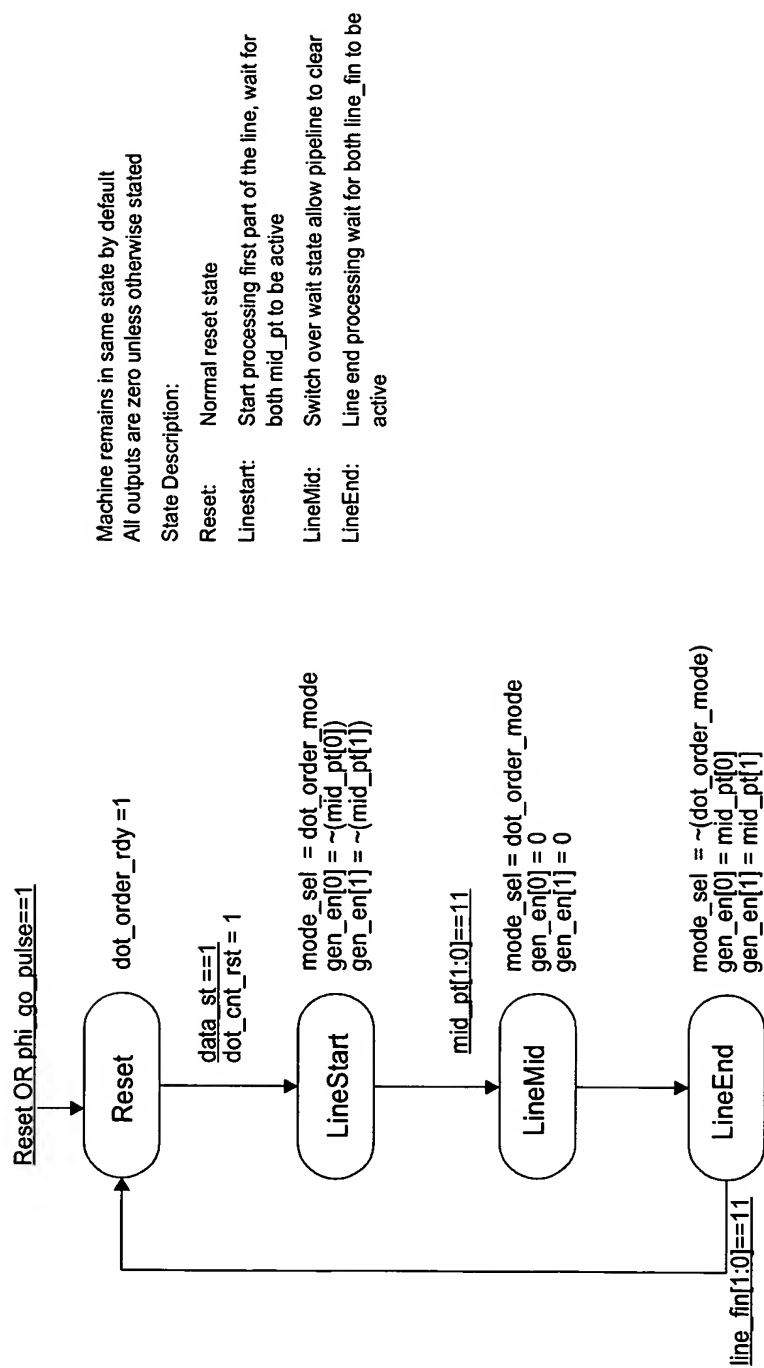 Reset OR phi_go_pulse==1
Reset
dot_order_rdy =1
data_st ==1
dot_cnt_rst = 1
LineStart
mode_sel = dot_order_mode
gen_en[0] = ~(mid_pt[0])
gen_en[1] = ~(mid_pt[1])
mid_pt[1:0]==11
LineMid
mode_sel = dot_order_mode
gen_en[0] = 0
gen_en[1] = 0
LineEnd
mode_sel = ~(dot_order_mode)
gen_en[0] = mid_pt[0]
gen_en[1] = mid_pt[1]
line_fin[1:0]==11
Machine remains in same state by default
All outputs are zero unless otherwise stated
State Description:
Reset: Normal reset state
Linestart: Start processing first part of the line, wait for
both mid_pt to be active
LineMid: Switch over wait state allow pipeline to clear
LineEnd: Line end processing wait for both line_fin to be
active